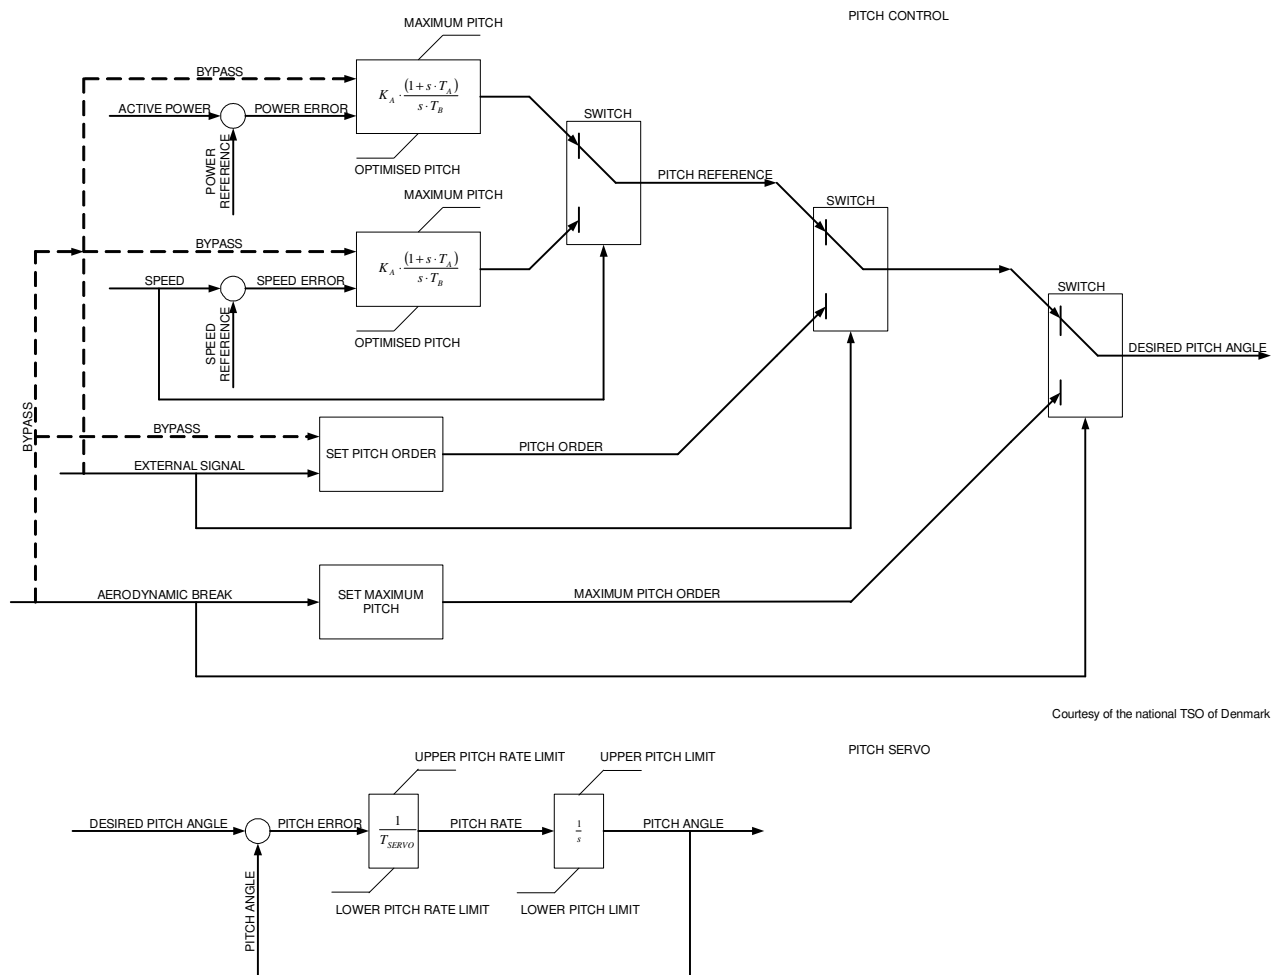 PITCH CONTROL
MAXIMUM PITCH
BYPASS
K_A · (1+s·T_A) / s·T_B
ACTIVE POWER
POWER ERROR
SWITCH
POWER
REFERENCE
OPTIMISED PITCH
PITCH REFERENCE
MAXIMUM PITCH
SWITCH
BYPASS
K_A · (1+s·T_A) / s·T_B
SPEED
SPEED ERROR
SWITCH
SPEED
REFERENCE
OPTIMISED PITCH
DESIRED PITCH ANGLE
BYPASS
BYPASS
SET PITCH ORDER
PITCH ORDER
EXTERNAL SIGNAL
AERODYNAMIC BREAK
SET MAXIMUM
PITCH
MAXIMUM PITCH ORDER
Courtesy of the national TSO of Denmark
PITCH SERVO
UPPER PITCH RATE LIMIT
UPPER PITCH LIMIT
DESIRED PITCH ANGLE
PITCH ERROR
1 / T_SERVO
PITCH RATE
1 / s
PITCH ANGLE
PITCH ANGLE
LOWER PITCH RATE LIMIT
LOWER PITCH LIMIT